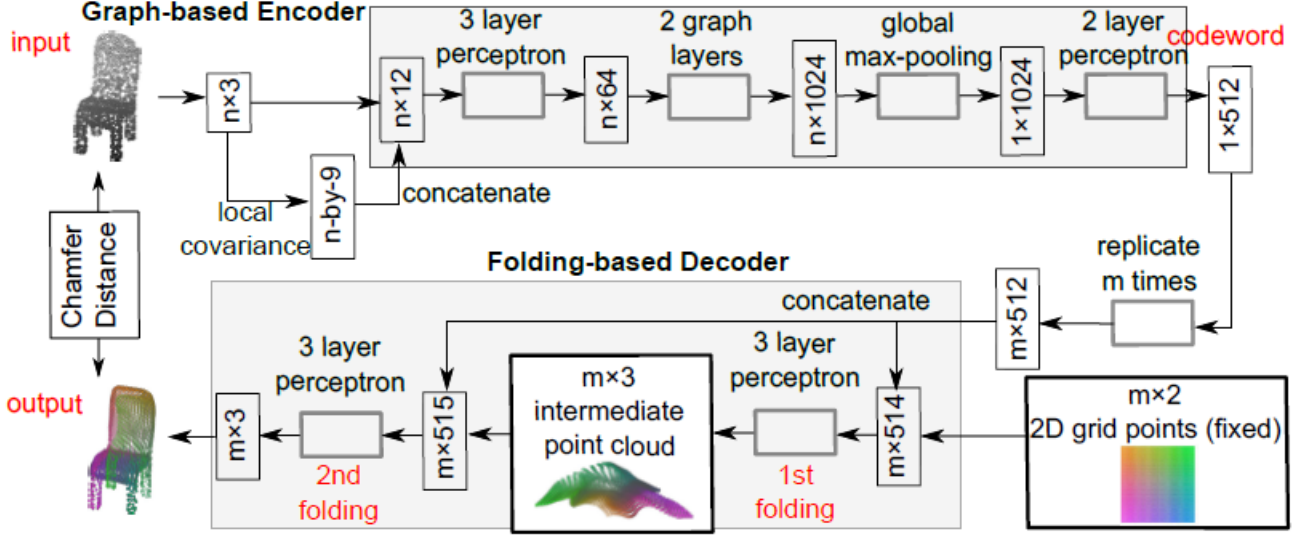 Graph-based Encoder
input
n×3
local
covariance
n-by-9
concatenate
n×12
3 layer
perceptron
n×64
2 graph
layers
n×1024
global
max-pooling
1×1024
2 layer
perceptron
codeword
1×512
replicate
m times
m×512
Folding-based Decoder
concatenate
m×2
2D grid points (fixed)
m×514
3 layer
perceptron
1st
folding
m×3
intermediate
point cloud
m×515
3 layer
perceptron
2nd
folding
m×3
output
Chamfer
Distance